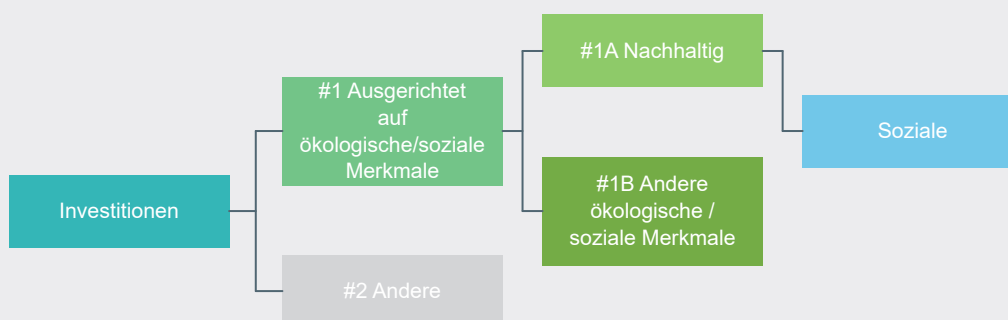 #1A Nachhaltig
#1 Ausgerichtet
auf
ökologische/soziale
Merkmale
Soziale
#1B Andere
ökologische /
soziale Merkmale
Investitionen
#2 Andere